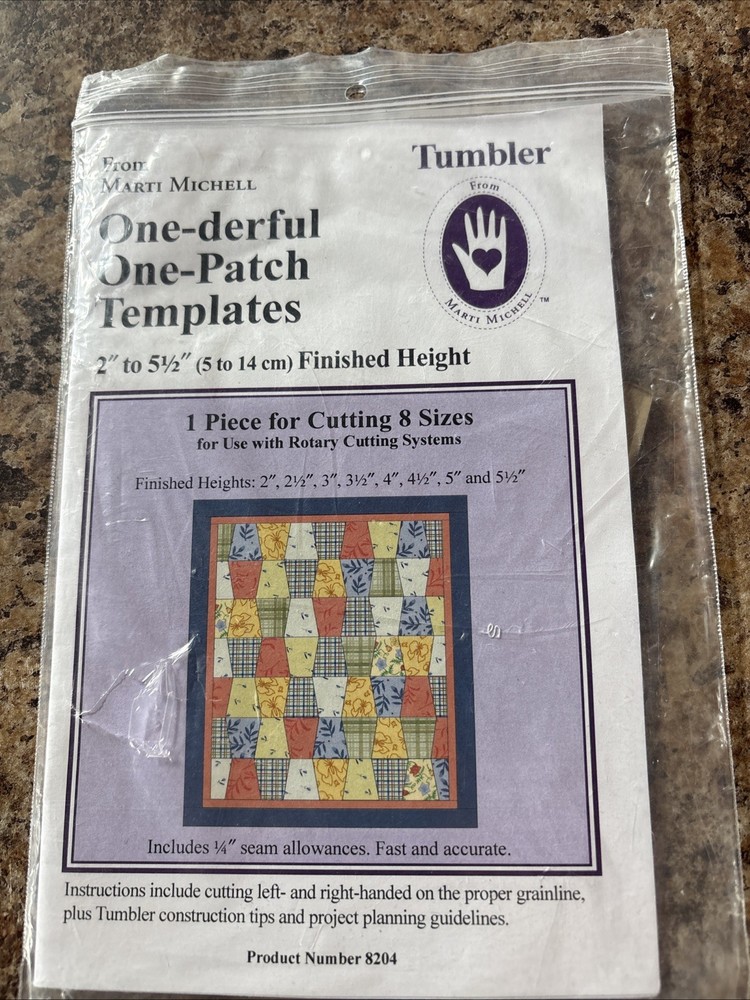 From
MARTI MICHELL
One-derful
One-Patch
Templates
Tumbler
From
MARTI MICHELL™
2″ to 5½″ (5 to 14 cm) Finished Height
1 Piece for Cutting 8 Sizes
for Use with Rotary Cutting Systems
Finished Heights: 2″, 2½″, 3″, 3½″, 4″, 4½″, 5″ and 5½″
Includes ¼″ seam allowances. Fast and accurate.
Instructions include cutting left- and right-handed on the proper grainline,
plus Tumbler construction tips and project planning guidelines.
Product Number 8204